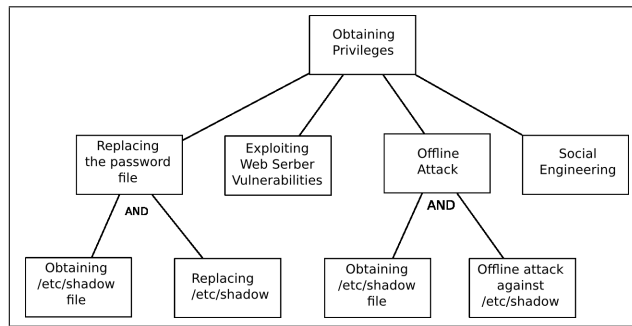 Obtaining
Privileges
Replacing
the password
file
Exploiting
Web Serber
Vulnerabilities
Offline
Attack
Social
Engineering
AND
AND
Obtaining
/etc/shadow
file
Replacing
/etc/shadow
Obtaining
/etc/shadow
file
Offline attack
against
/etc/shadow